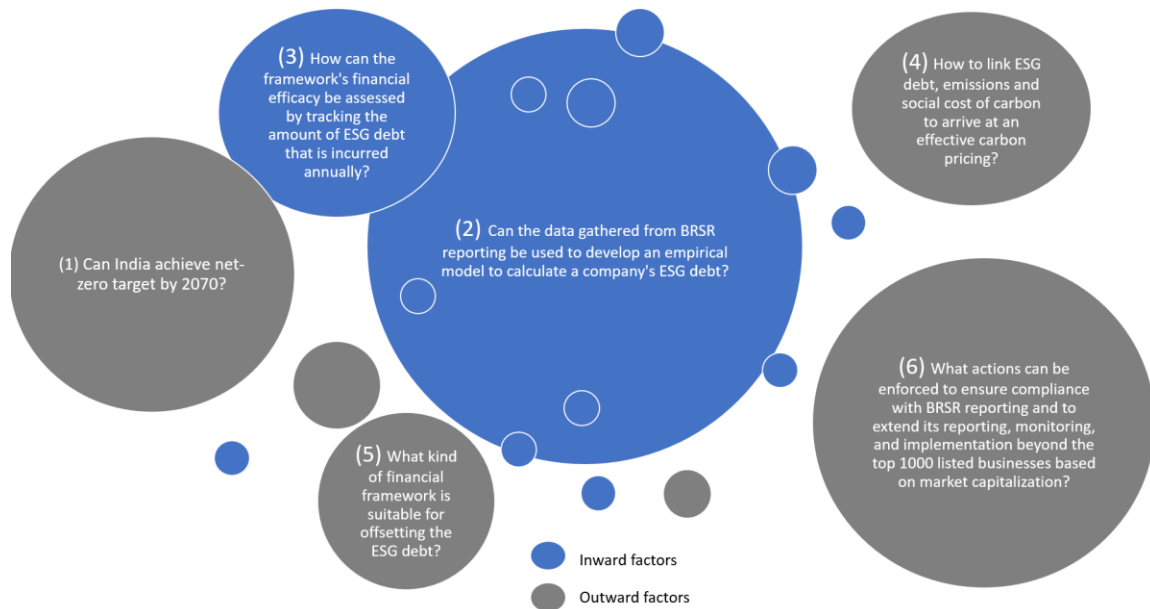 (3) How can the
framework's financial
efficacy be assessed
by tracking the
amount of ESG debt
that is incurred
annually?
(4) How to link ESG
debt, emissions and
social cost of carbon
to arrive at an
effective carbon
pricing?
(2) Can the data gathered from BRSR
reporting be used to develop an empirical
model to calculate a company's ESG debt?
(1) Can India achieve net-
zero target by 2070?
(6) What actions can be
enforced to ensure compliance
with BRSR reporting and to
extend its reporting, monitoring,
and implementation beyond the
top 1000 listed businesses based
on market capitalization?
(5) What kind
of financial
framework is
suitable for
offsetting the
ESG debt?
Inward factors
Outward factors